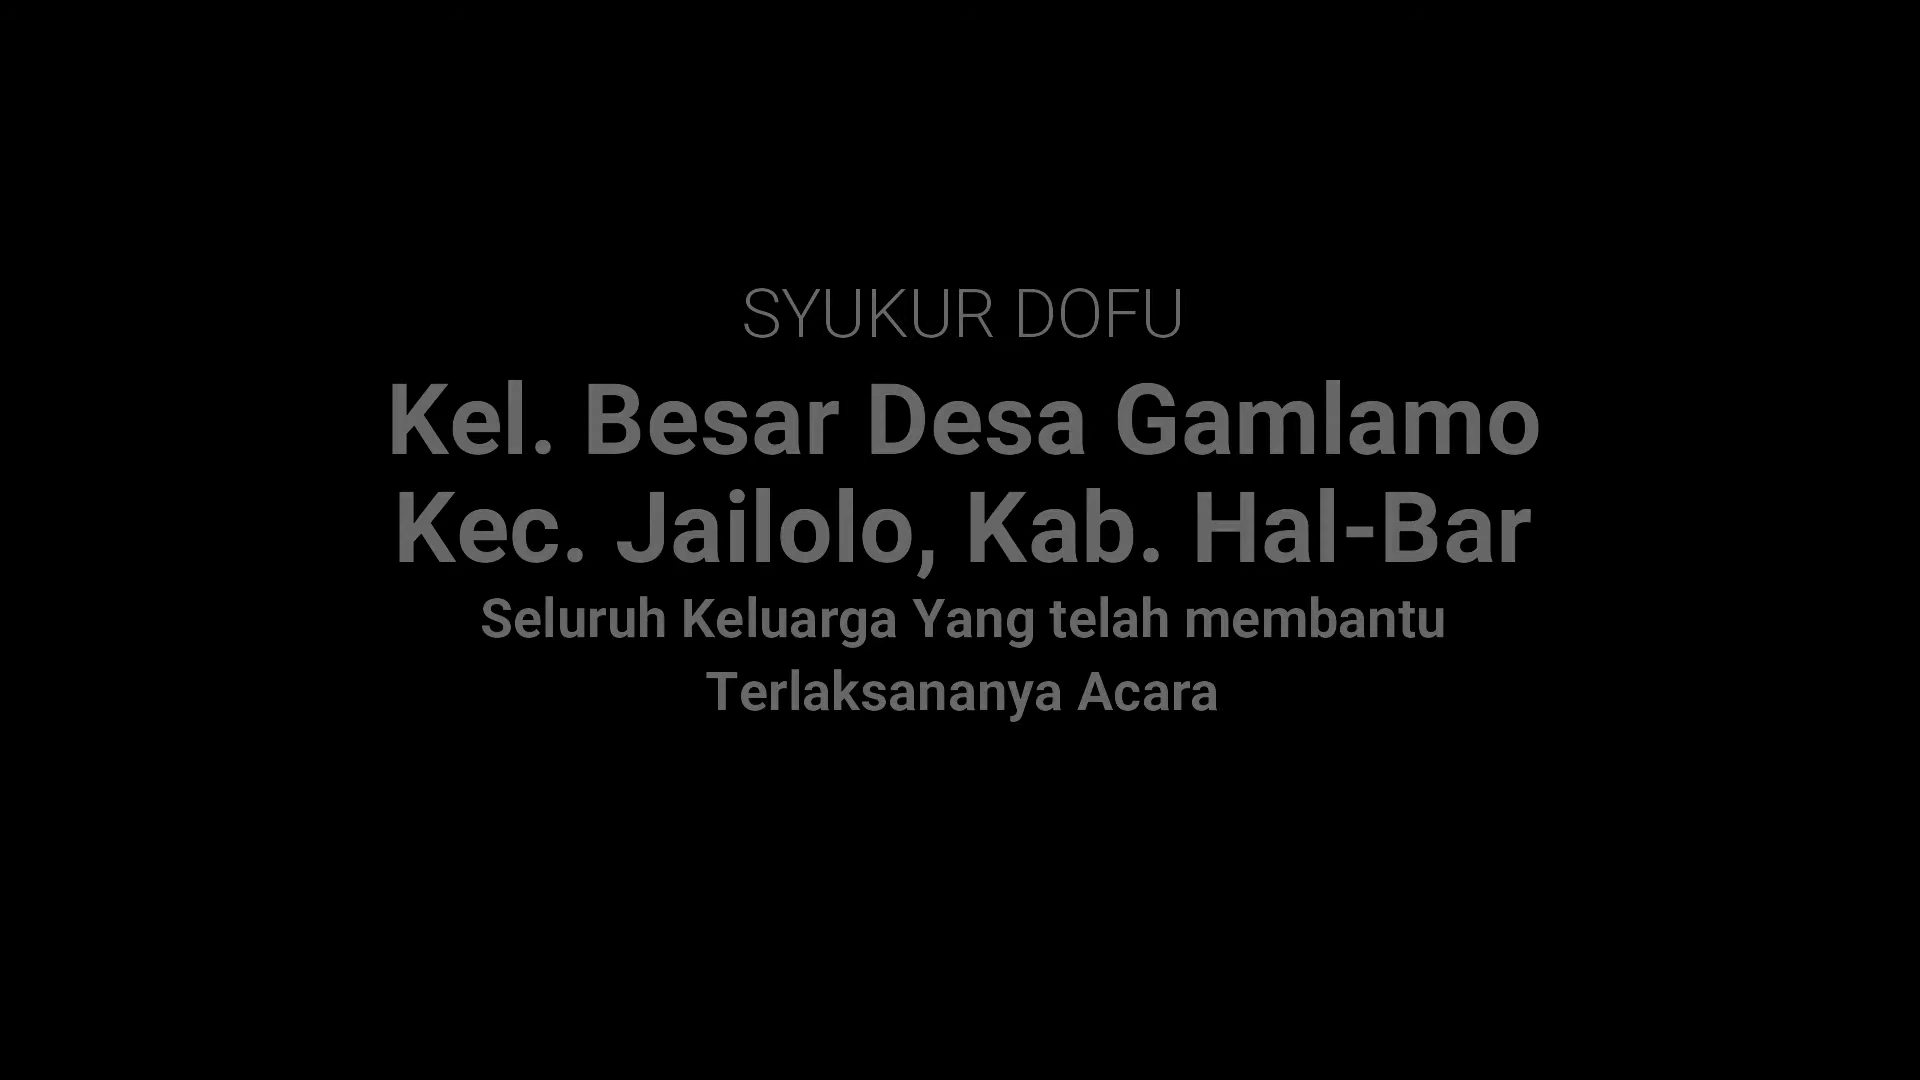 SYUKUR DOFU
Kel. Besar Desa Gamlamo
Kec. Jailolo, Kab. Hal-Bar
Seluruh Keluarga Yang telah membantu
Terlaksananya Acara